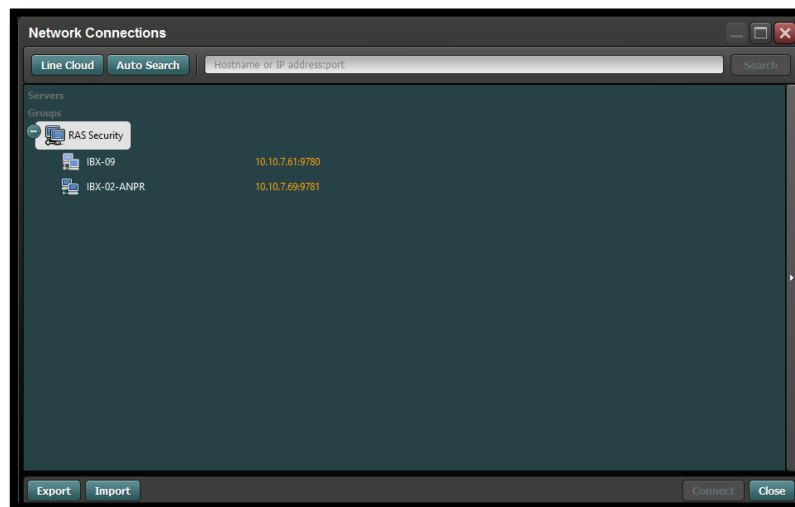 Network Connections
Line Cloud Auto Search Hostname or IP address:port Search
Servers
Groups
RAS Security
IBX-09 10.10.7.61:9780
IBX-02-ANPR 10.10.7.69:9781
Export Import Connect Close